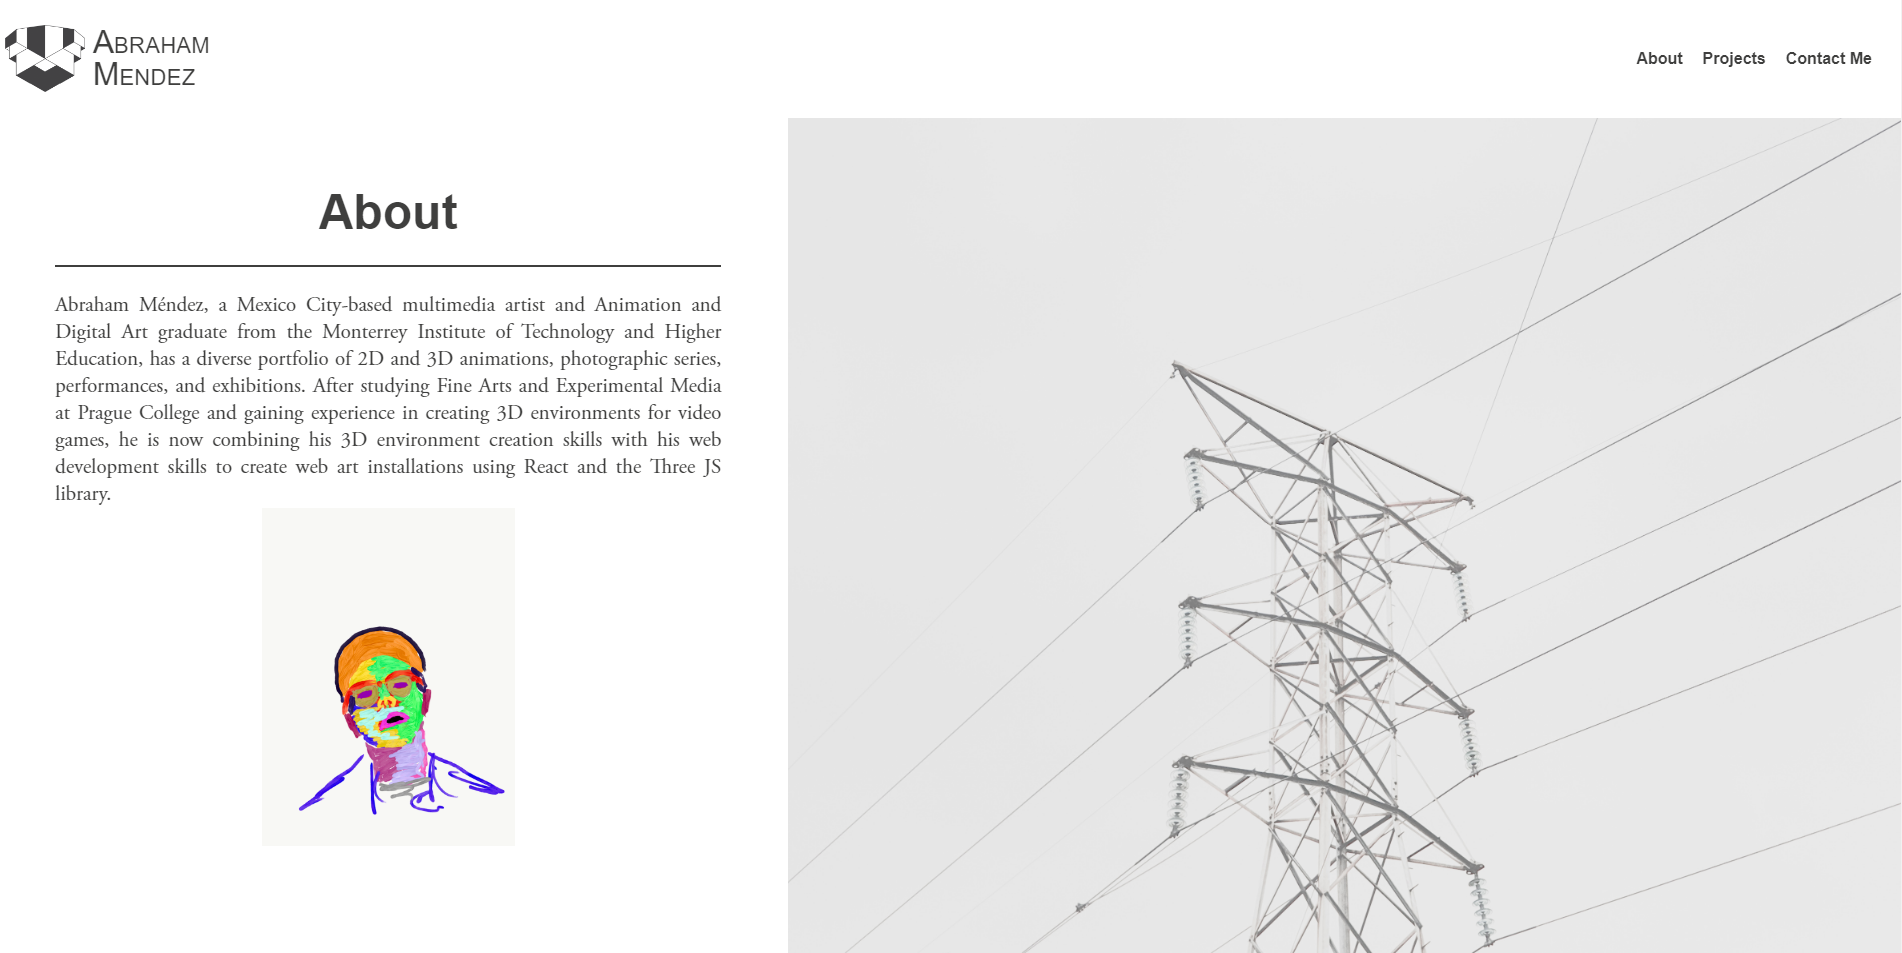 ABRAHAM
MENDEZ
About Projects Contact Me
About
Abraham Méndez, a Mexico City-based multimedia artist and Animation and
Digital Art graduate from the Monterrey Institute of Technology and Higher
Education, has a diverse portfolio of 2D and 3D animations, photographic series,
performances, and exhibitions. After studying Fine Arts and Experimental Media
at Prague College and gaining experience in creating 3D environments for video
games, he is now combining his 3D environment creation skills with his web
development skills to create web art installations using React and the Three JS
library.